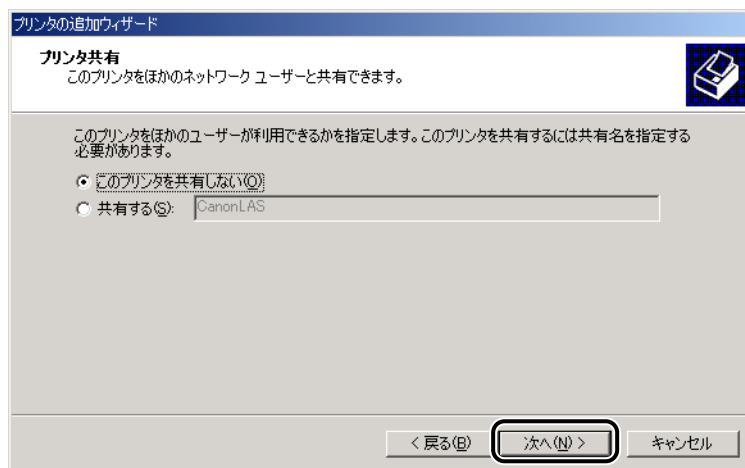 プリンタの追加ウィザード
プリンタ共有
このプリンタをほかのネットワーク ユーザーと共有できます。
このプリンタをほかのユーザーが利用できるかを指定します。このプリンタを共有するには共有名を指定する
必要があります。
このプリンタを共有しない(O)
共有する(S): CanonLAS
< 戻る(B) 次へ(N) > キャンセル